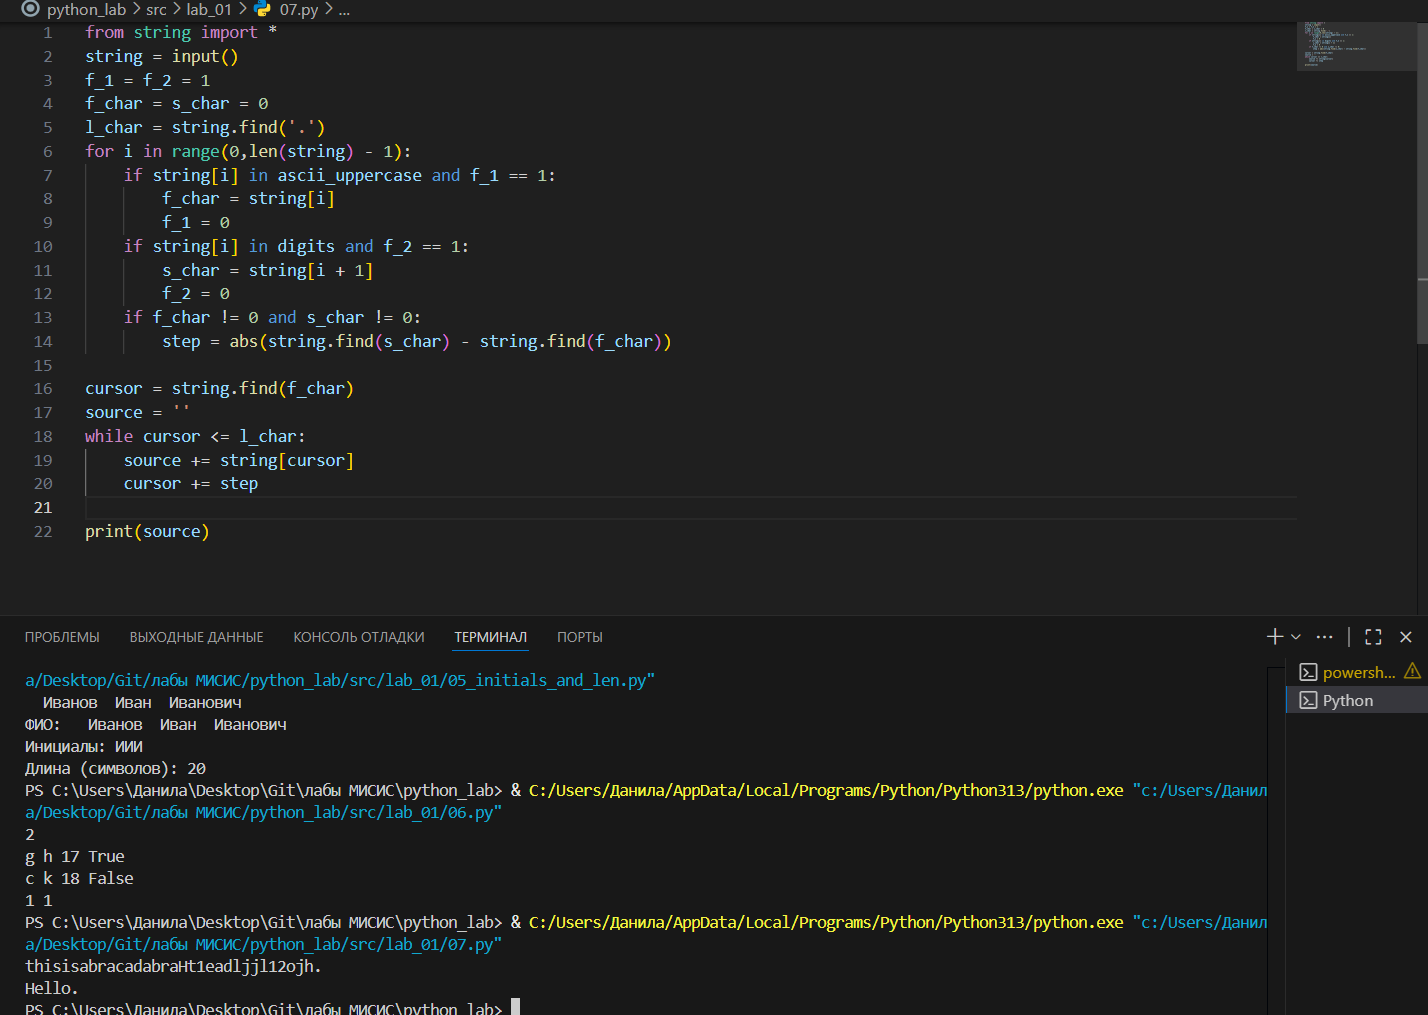 python_lab > src > lab_01 > 07.py > ...
1 from string import *
2 string = input()
3 f_1 = f_2 = 1
4 f_char = s_char = 0
5 l_char = string.find('.')
6 for i in range(0,len(string) - 1):
7     if string[i] in ascii_uppercase and f_1 == 1:
8         f_char = string[i]
9         f_1 = 0
10     if string[i] in digits and f_2 == 1:
11         s_char = string[i + 1]
12         f_2 = 0
13     if f_char != 0 and s_char != 0:
14         step = abs(string.find(s_char) - string.find(f_char))
15
16 cursor = string.find(f_char)
17 source = ''
18 while cursor <= l_char:
19     source += string[cursor]
20     cursor += step
21
22 print(source)
ПРОБЛЕМЫ ВЫХОДНЫЕ ДАННЫЕ КОНСОЛЬ ОТЛАДКИ ТЕРМИНАЛ ПОРТЫ
powersh...
Python
a/Desktop/Git/лабы МИСИС/python_lab/src/lab_01/05_initials_and_len.py"
  Иванов  Иван  Иванович
ФИО:   Иванов  Иван  Иванович
Инициалы: ИИИ
Длина (символов): 20
PS C:\Users\Данила\Desktop\Git\лабы МИСИС\python_lab> & C:/Users/Данила/AppData/Local/Programs/Python/Python313/python.exe "c:/Users/Данил
a/Desktop/Git/лабы МИСИС/python_lab/src/lab_01/06.py"
2
g h 17 True
c k 18 False
1 1
PS C:\Users\Данила\Desktop\Git\лабы МИСИС\python_lab> & C:/Users/Данила/AppData/Local/Programs/Python/Python313/python.exe "c:/Users/Данил
a/Desktop/Git/лабы МИСИС/python_lab/src/lab_01/07.py"
thisisabracadabraHt1eadljjl12ojh.
Hello.
PS C:\Users\Данила\Desktop\Git\лабы МИСИС\python_lab>